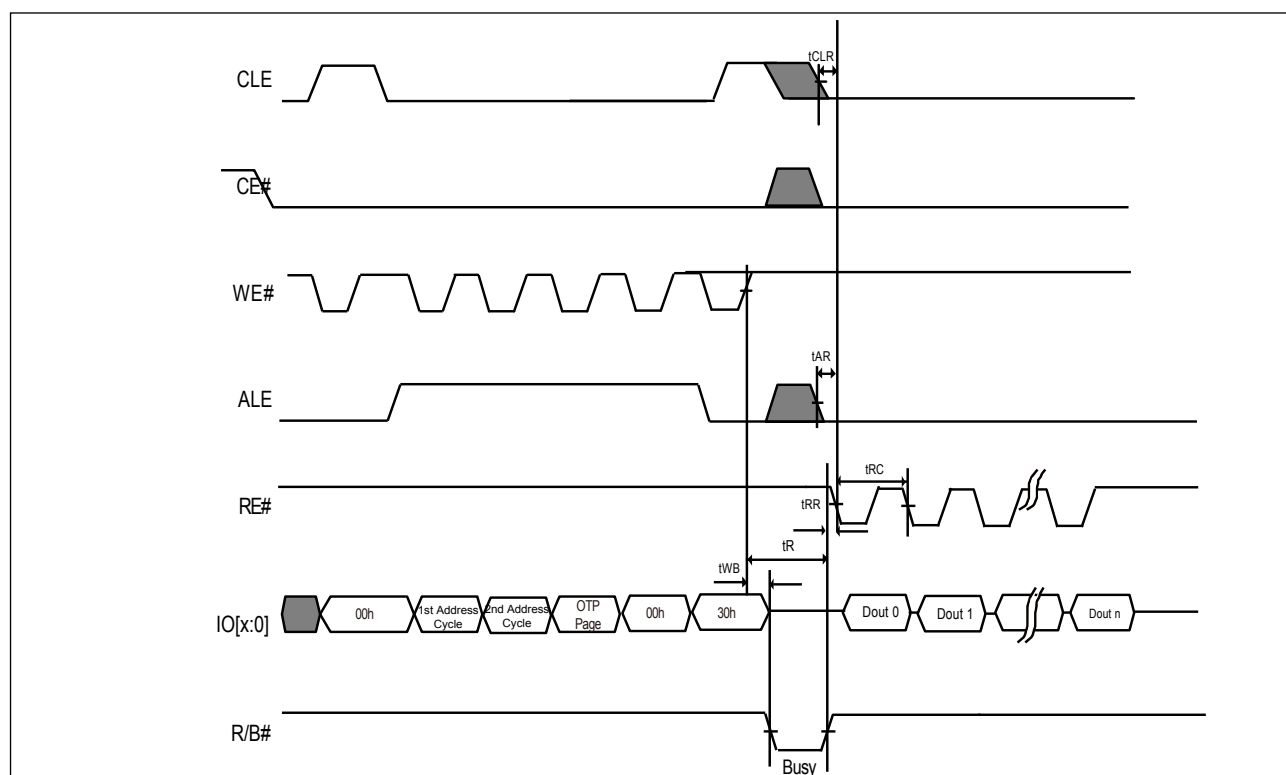 tCLR
CLE
CE#
WE#
tAR
ALE
tRC
RE#
tRR
tR
tWB
00h
1st Address
Cycle
2nd Address
Cycle
OTP
Page
00h
30h
Dout 0
Dout 1
Dout n
IO[x:0]
R/B#
Busy